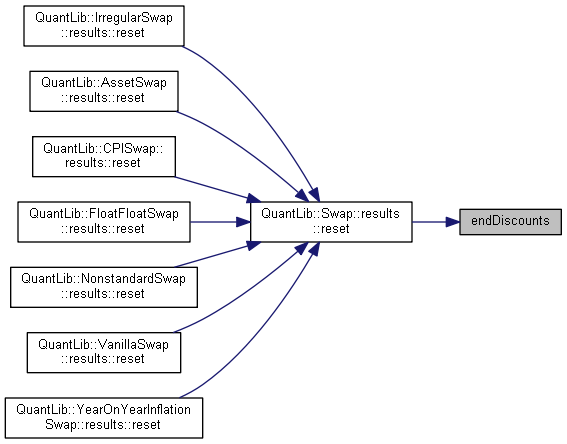 QuantLib::IrregularSwap
::results::reset
QuantLib::AssetSwap
::results::reset
QuantLib::CPISwap::
results::reset
QuantLib::FloatFloatSwap
::results::reset
QuantLib::Swap::results
::reset
endDiscounts
QuantLib::NonstandardSwap
::results::reset
QuantLib::VanillaSwap
::results::reset
QuantLib::YearOnYearInflation
Swap::results::reset